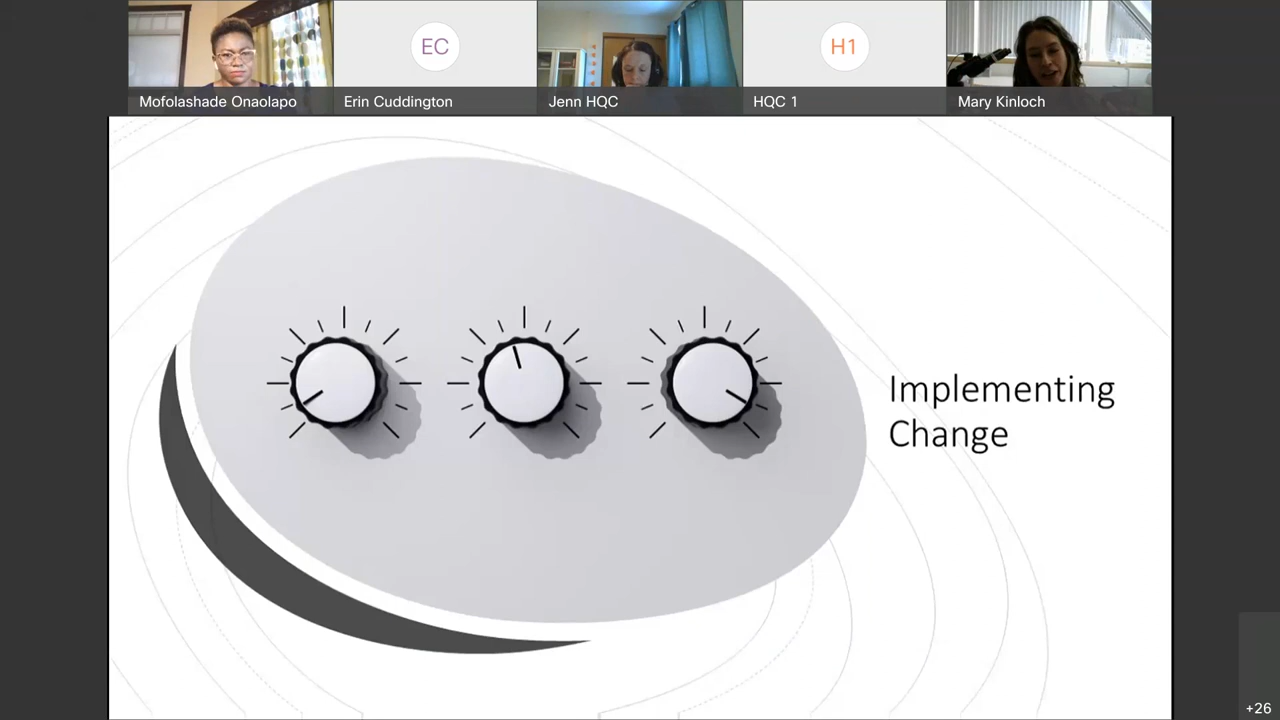 EC
H1
Mofolashade Onaolapo
Erin Cuddington
Jenn HQC
HQC 1
Mary Kinloch
Implementing
Change
+26